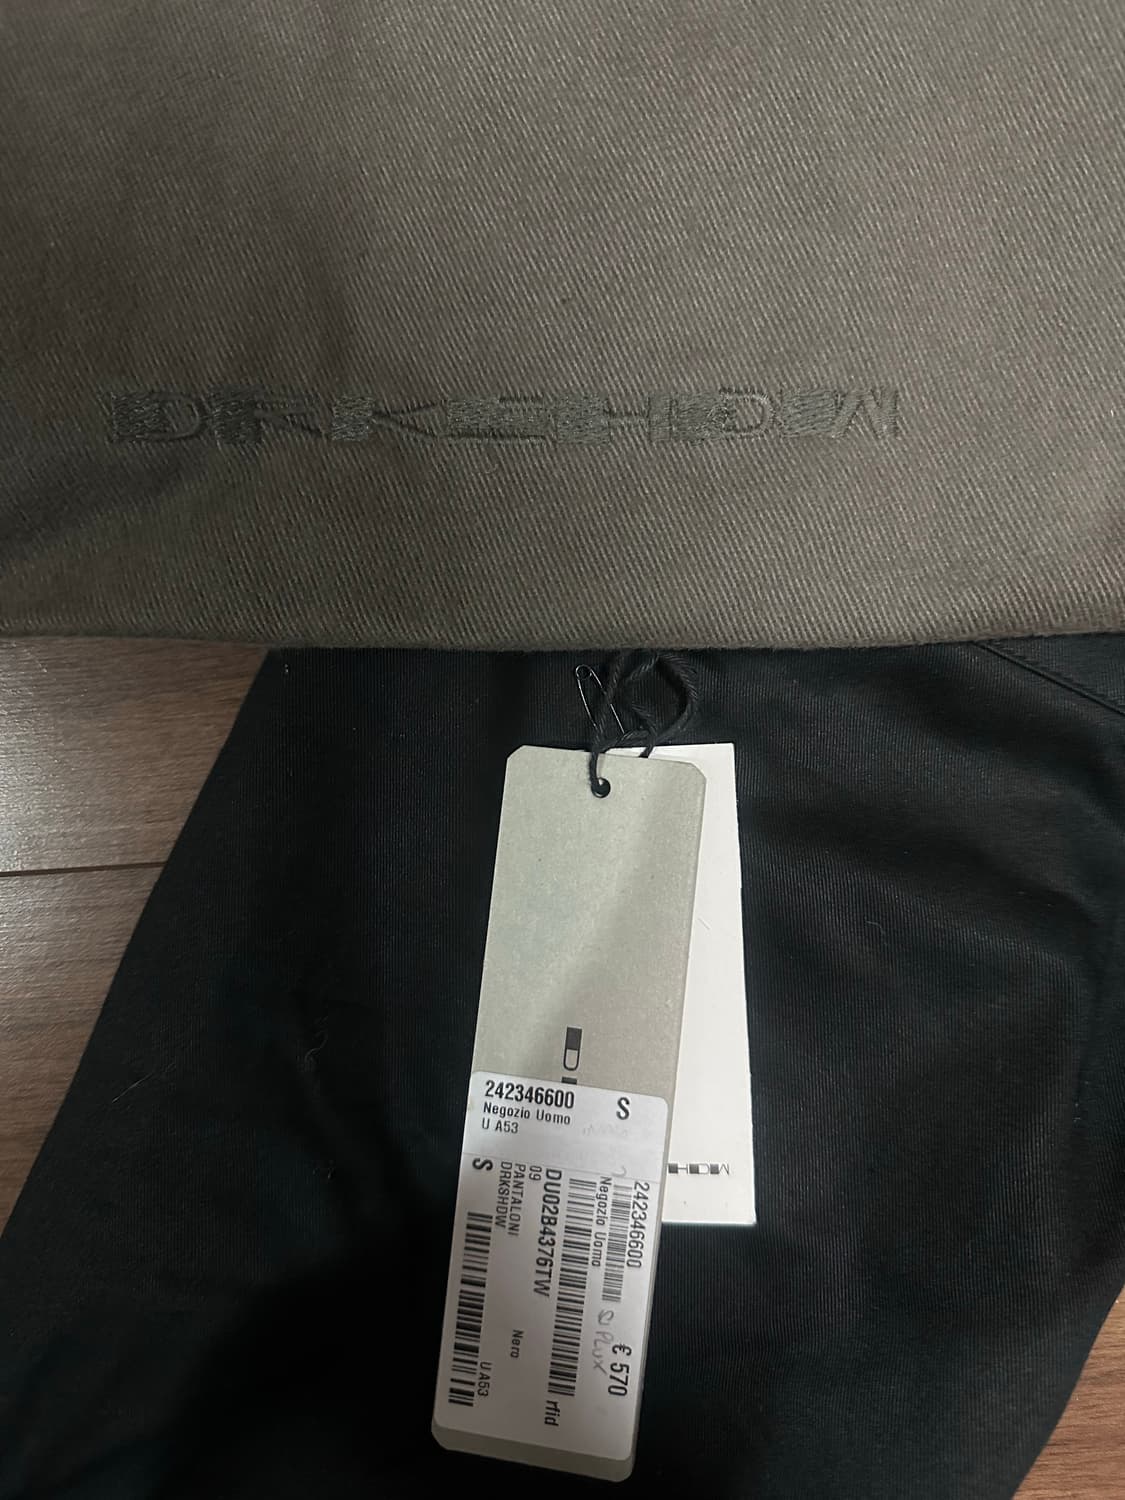 DRKSHDW
D
242346600 S
Negozio Uomo
U A53
242346600
Negozio Uomo
€ 570
DU02B4376TW
rfid
09
Nero
PANTALONI
DRKSHDW
S
U A53